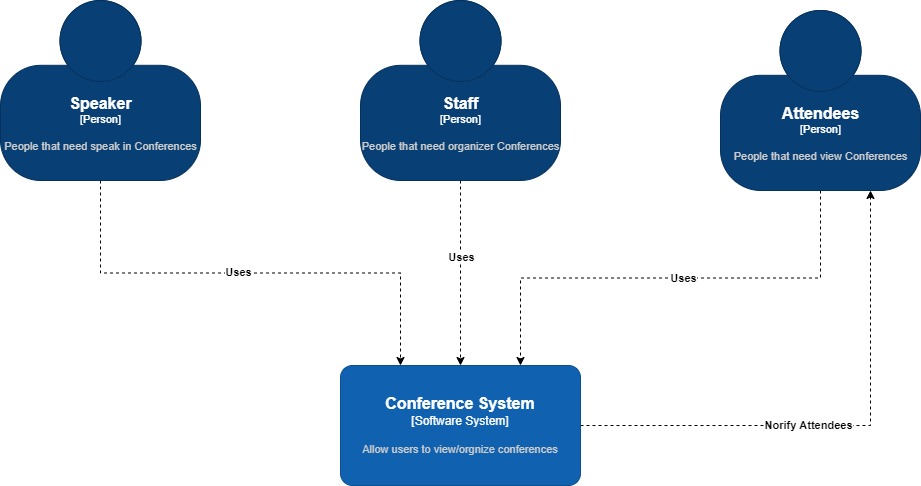 Speaker
[Person]
People that need speak in Conferences
Staff
[Person]
People that need organizer Conferences
Attendees
[Person]
People that need view Conferences
Uses
Uses
Uses
Conference System
[Software System]
Allow users to view/orgnize conferences
Norify Attendees